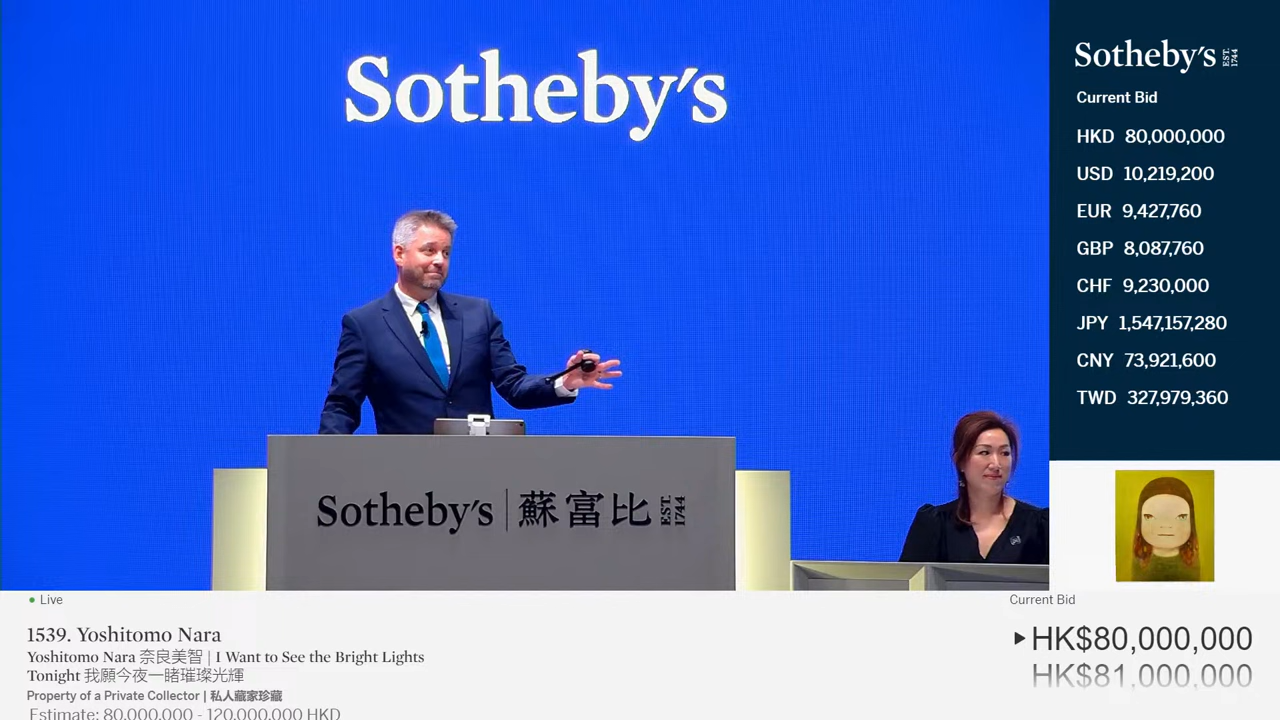 Sotheby's
Sotheby's EST. 1744
Current Bid
HKD 80,000,000
USD 10,219,200
EUR 9,427,760
GBP 8,087,760
CHF 9,230,000
JPY 1,547,157,280
CNY 73,921,600
TWD 327,979,360
Sotheby's | 蘇富比 EST. 1744
Live
1539. Yoshitomo Nara
Yoshitomo Nara 奈良美智 | I Want to See the Bright Lights
Tonight 我願今夜一睹璀璨光輝
Property of a Private Collector | 私人藏家珍藏
Estimate: 80,000,000 - 120,000,000 HKD
Current Bid
HK$80,000,000
HK$81,000,000